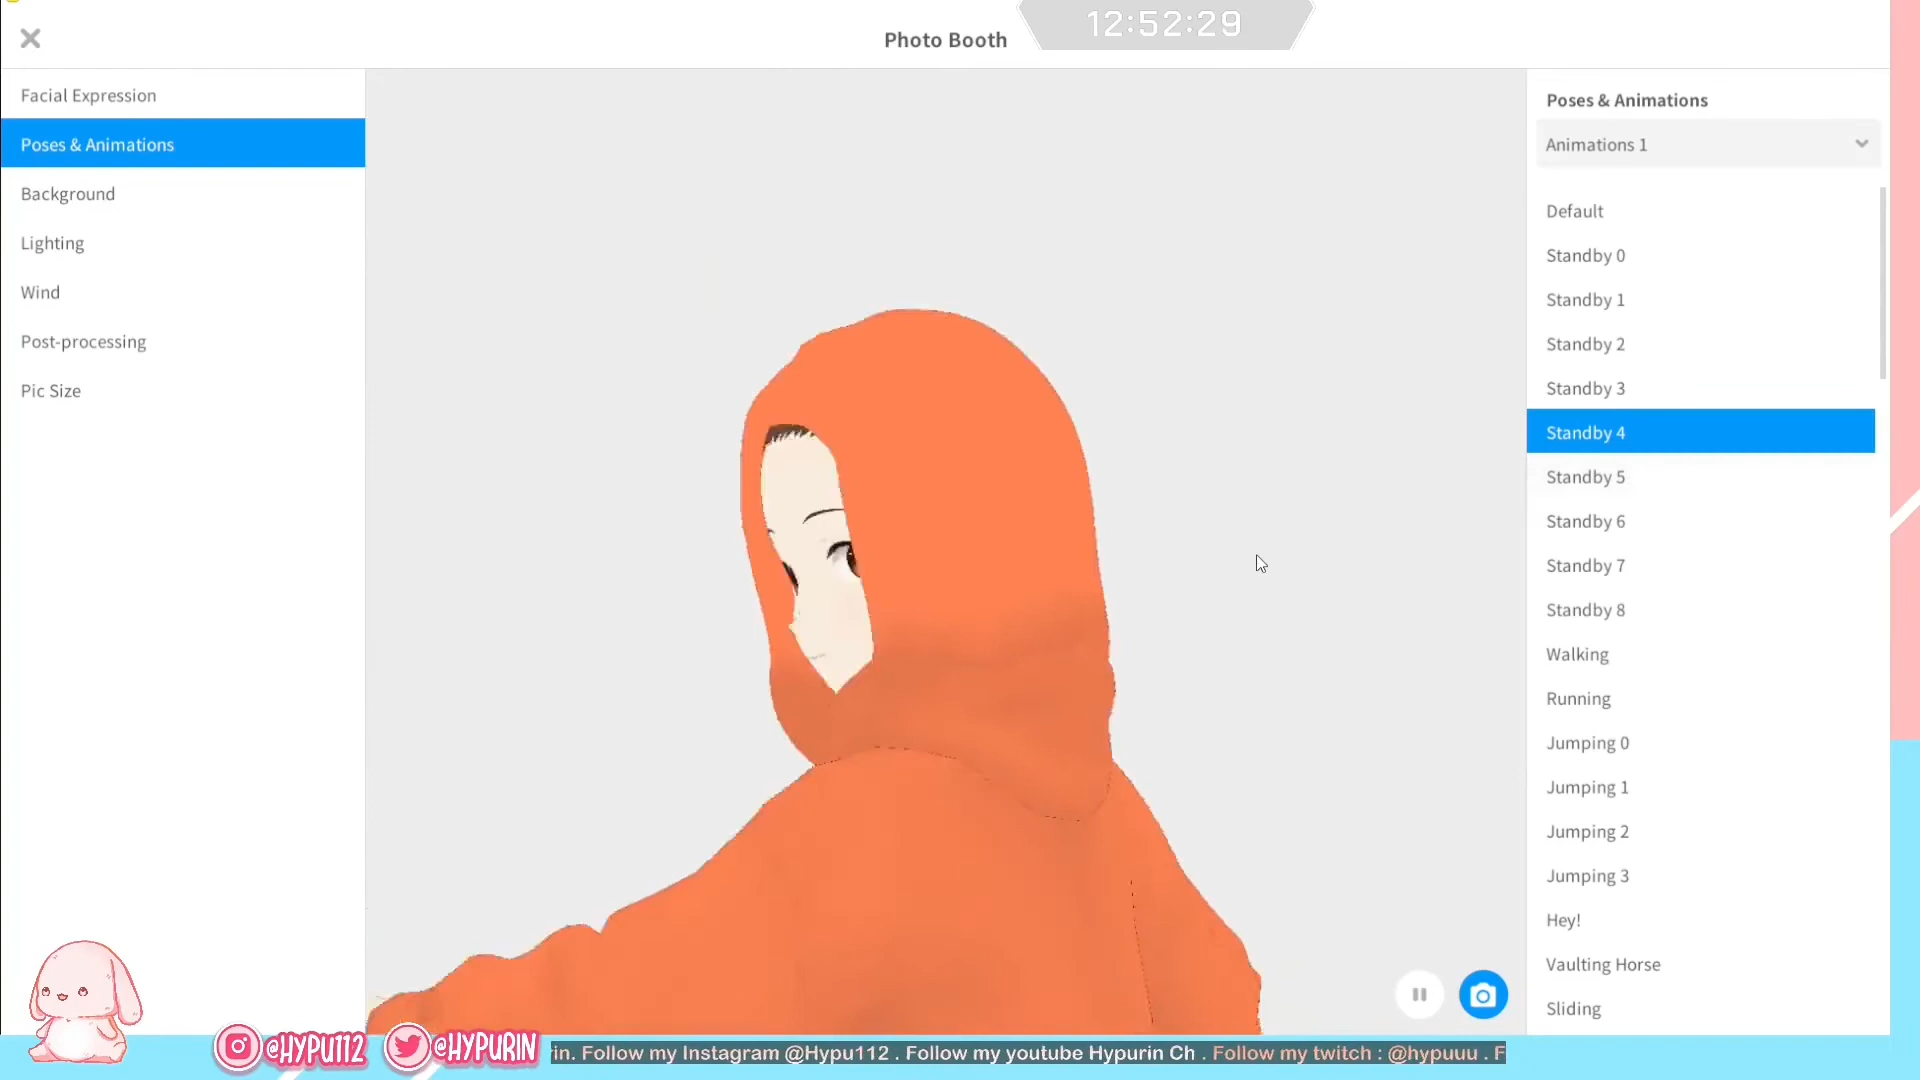 12:52:29
Photo Booth
Facial Expression
Poses & Animations
Background
Lighting
Wind
Post-processing
Pic Size
Poses & Animations
Animations 1
Default
Standby 0
Standby 1
Standby 2
Standby 3
Standby 4
Standby 5
Standby 6
Standby 7
Standby 8
Walking
Running
Jumping 0
Jumping 1
Jumping 2
Jumping 3
Hey!
Vaulting Horse
Sliding
@HYPU112
@HYPURIN
in. Follow my Instagram @Hypu112 . Follow my youtube Hypurin Ch . Follow my twitch : @hypuuu . F